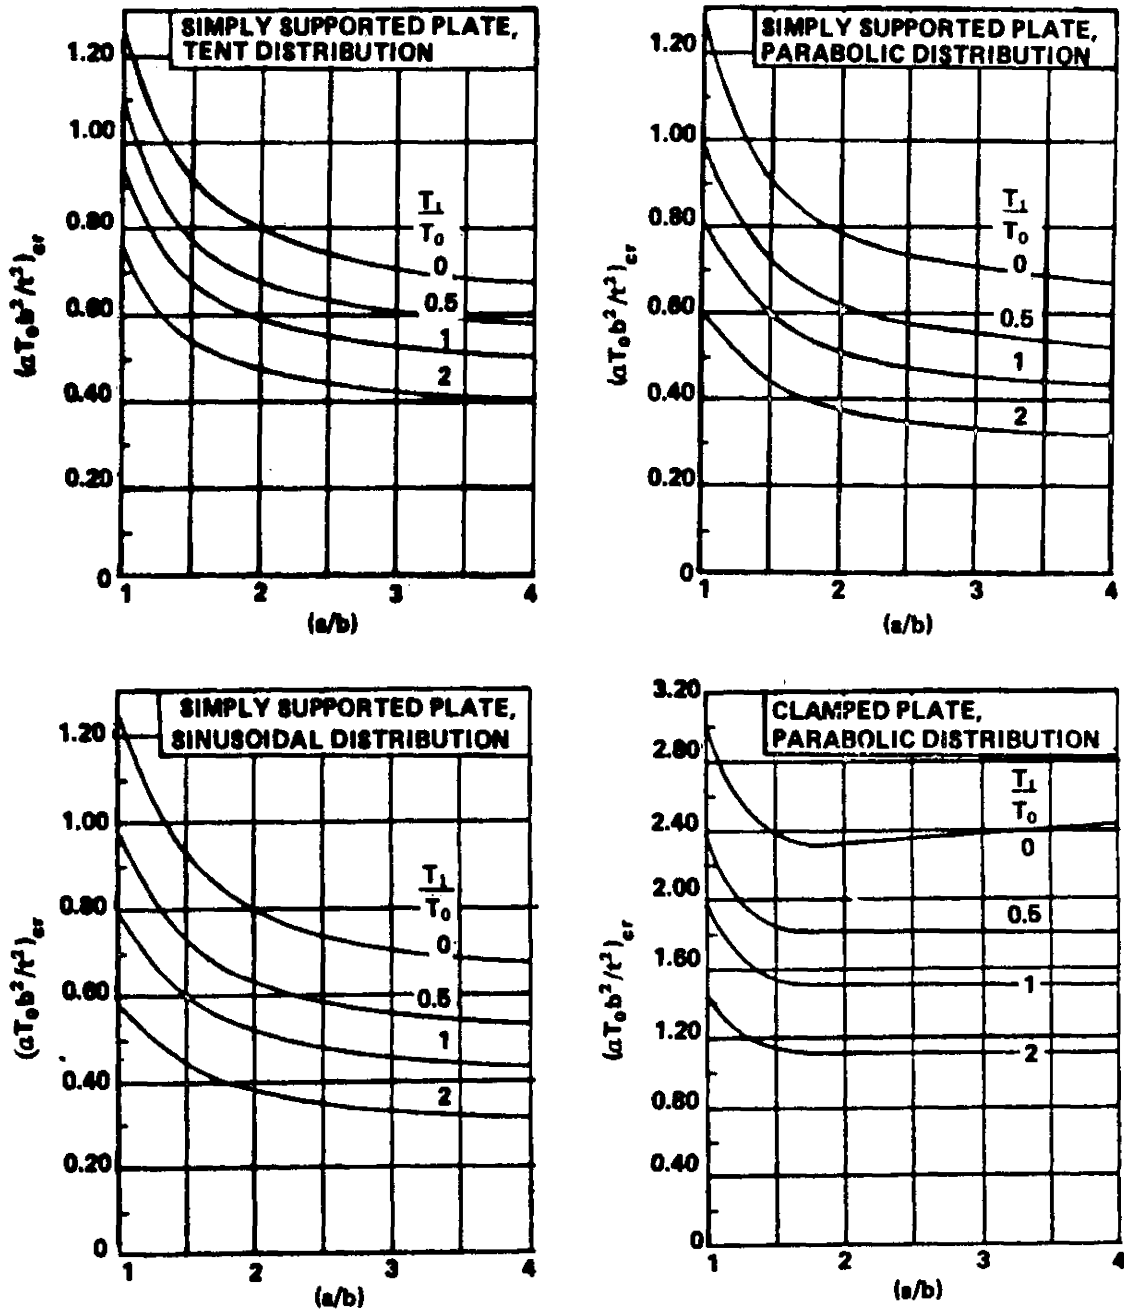 SIMPLY SUPPORTED PLATE,
TENT DISTRIBUTION
1.20
1.00
0.80
0.60
0.40
0.20
0
(αT₀b²/t²)cr
T₁
T₀
0
0.5
1
2
1
2
3
4
(a/b)
SIMPLY SUPPORTED PLATE,
PARABOLIC DISTRIBUTION
1.20
1.00
0.80
0.60
0.40
0.20
0
(αT₀b²/t²)cr
T₁
T₀
0
0.5
1
2
1
2
3
4
(a/b)
SIMPLY SUPPORTED PLATE,
SINUSOIDAL DISTRIBUTION
1.20
1.00
0.80
0.60
0.40
0.20
0
(αT₀b²/t²)cr
T₁
T₀
0
0.5
1
2
1
2
3
4
(a/b)
CLAMPED PLATE,
PARABOLIC DISTRIBUTION
3.20
2.80
2.40
2.00
1.60
1.20
0.80
0.40
0
(αT₀b²/t²)cr
T₁
T₀
0
0.5
1
2
1
2
3
4
(a/b)